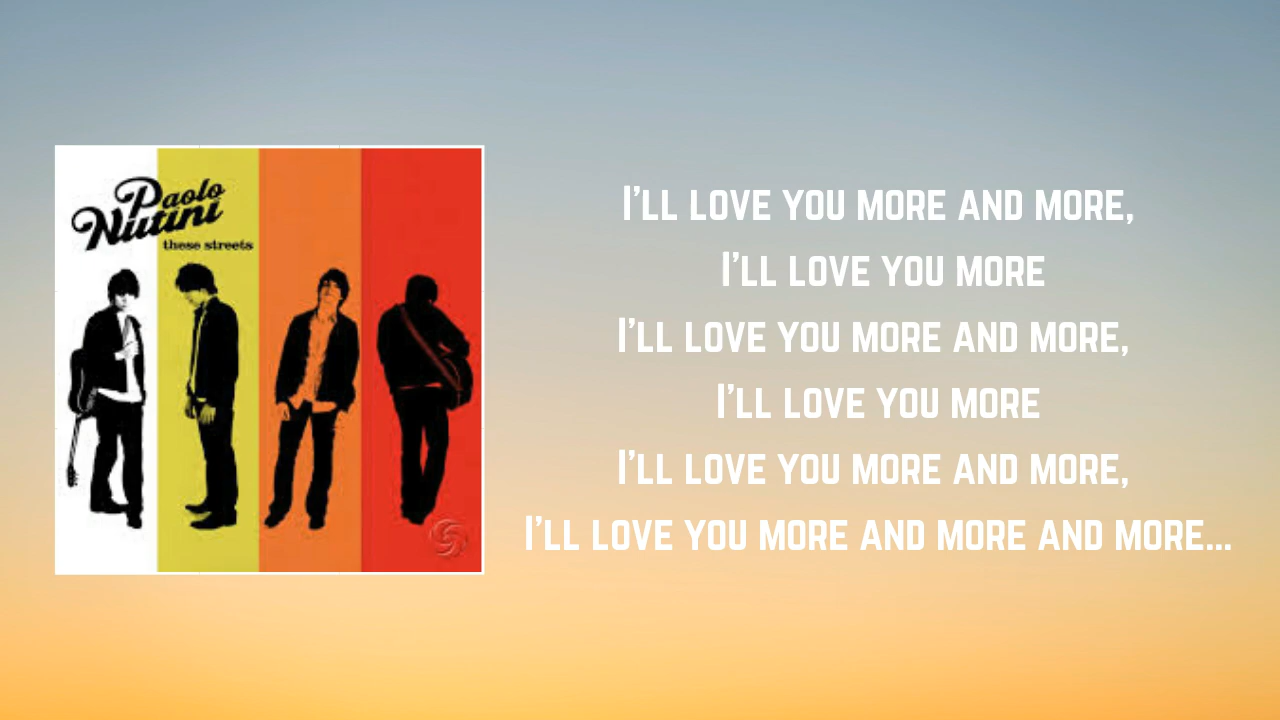 Paolo
Nutini
these streets
I'll love you more and more,
I'll love you more
I'll love you more and more,
I'll love you more
I'll love you more and more,
I'll love you more and more and more...